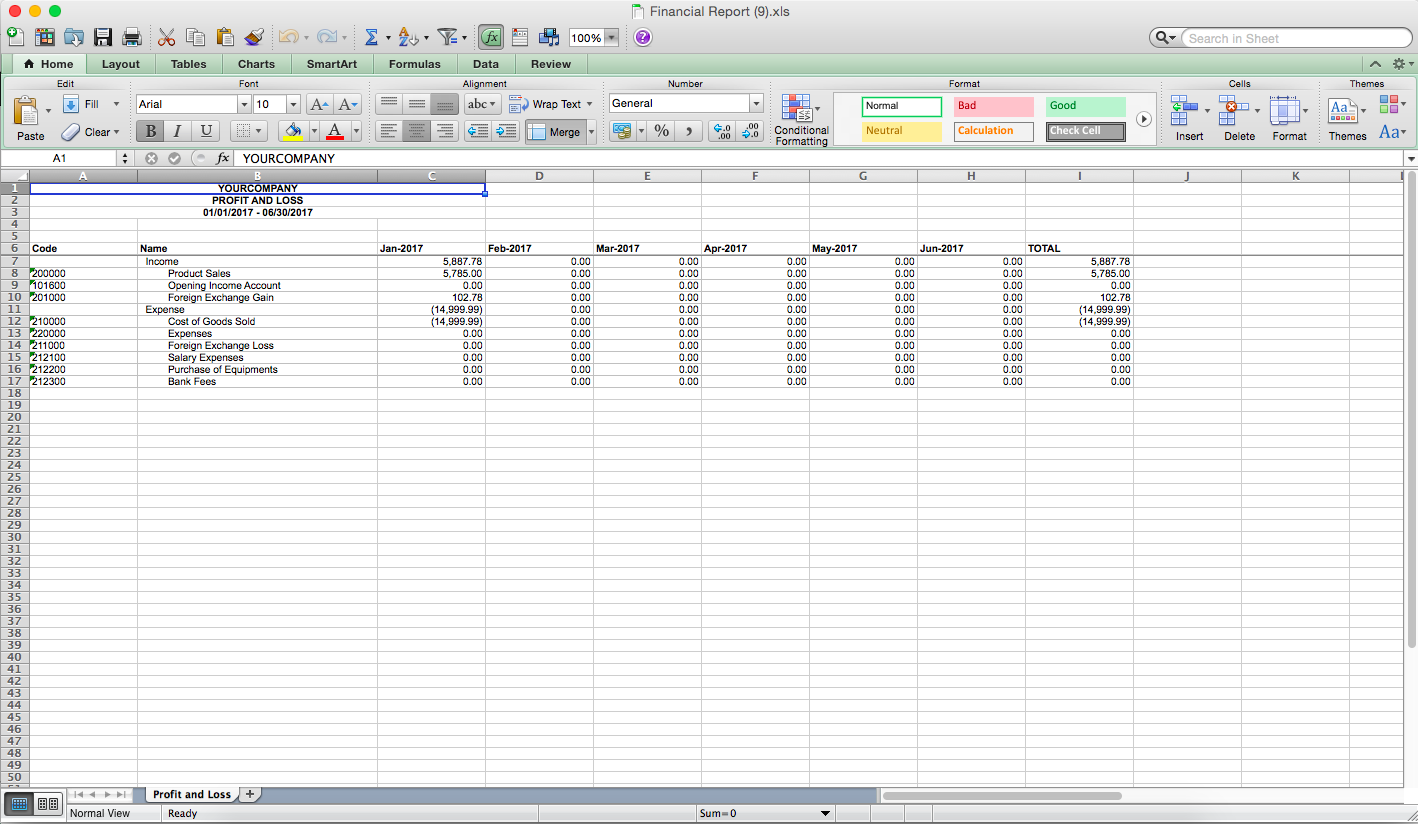 Financial Report (9).xls
100%
Search in Sheet
Home Layout Tables Charts SmartArt Formulas Data Review
Edit Font Alignment Number Format Cells Themes
Fill Arial 10 A A abc Wrap Text General Normal Bad Good
Paste Clear B I U A Merge % Conditional Formatting Neutral Calculation Check Cell Insert Delete Format Themes Aa
A1 fx YOURCOMPANY
A B C D E F G H I J K
1 YOURCOMPANY
2 PROFIT AND LOSS
3 01/01/2017 - 06/30/2017
4
5
6 Code Name Jan-2017 Feb-2017 Mar-2017 Apr-2017 May-2017 Jun-2017 TOTAL
7 Income 5,887.78 0.00 0.00 0.00 0.00 0.00 5,887.78
8 200000 Product Sales 5,785.00 0.00 0.00 0.00 0.00 0.00 5,785.00
9 101600 Opening Income Account 0.00 0.00 0.00 0.00 0.00 0.00 0.00
10 201000 Foreign Exchange Gain 102.78 0.00 0.00 0.00 0.00 0.00 102.78
11 Expense (14,999.99) 0.00 0.00 0.00 0.00 0.00 (14,999.99)
12 210000 Cost of Goods Sold (14,999.99) 0.00 0.00 0.00 0.00 0.00 (14,999.99)
13 220000 Expenses 0.00 0.00 0.00 0.00 0.00 0.00 0.00
14 211000 Foreign Exchange Loss 0.00 0.00 0.00 0.00 0.00 0.00 0.00
15 212100 Salary Expenses 0.00 0.00 0.00 0.00 0.00 0.00 0.00
16 212200 Purchase of Equipments 0.00 0.00 0.00 0.00 0.00 0.00 0.00
17 212300 Bank Fees 0.00 0.00 0.00 0.00 0.00 0.00 0.00
18
19
20
21
22
23
24
25
26
27
28
29
30
31
32
33
34
35
36
37
38
39
40
41
42
43
44
45
46
47
48
49
50
Profit and Loss
Normal View Ready Sum=0